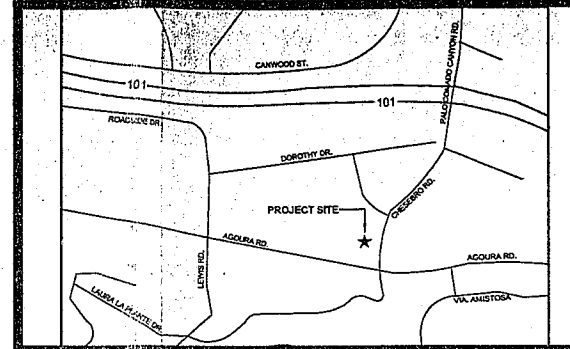 CANWOOD ST.
PALO COMADO CANYON RD.
101
101
ROADSIDE DR.
DOROTHY DR.
CHESEBRO RD.
PROJECT SITE
AGOURA RD.
LEWIS RD.
AGOURA RD.
LAURA LA PLANTE DR.
VIA. AMISTOSA